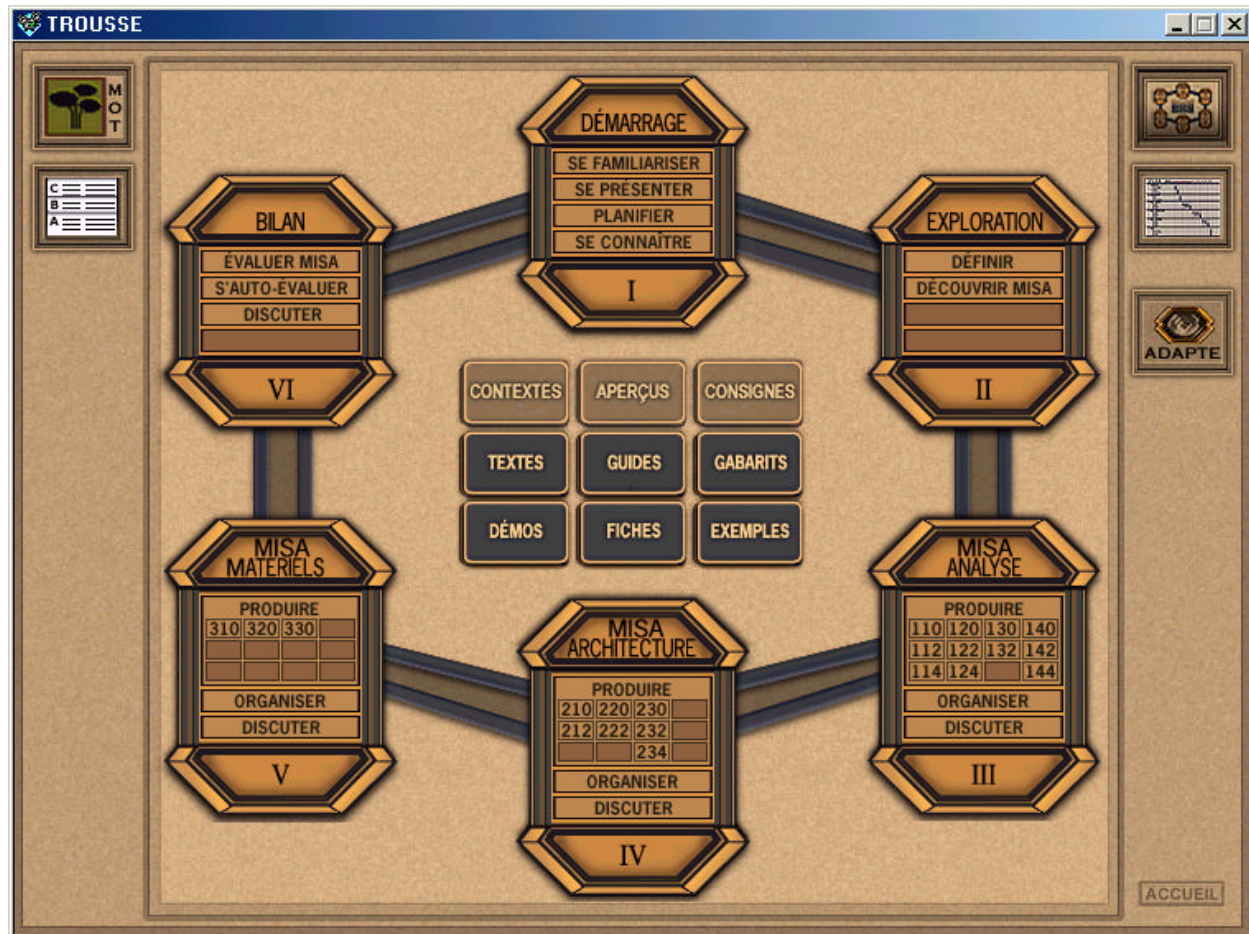 TROUSSE
MOT
C
B
A
DÉMARRAGE
SE FAMILIARISER
SE PRÉSENTER
PLANIFIER
SE CONNAÎTRE
I
BILAN
ÉVALUER MISA
S'AUTO-ÉVALUER
DISCUTER
VI
EXPLORATION
DÉFINIR
DÉCOUVRIR MISA
II
ADAPTE
CONTEXTES APERÇUS CONSIGNES
TEXTES GUIDES GABARITS
DÉMOS FICHES EXEMPLES
MISA
MATERIELS
PRODUIRE
310 320 330
ORGANISER
DISCUTER
V
MISA
ARCHITECTURE
PRODUIRE
210 220 230
212 222 232
234
ORGANISER
DISCUTER
IV
MISA
ANALYSE
PRODUIRE
110 120 130 140
112 122 132 142
114 124 144
ORGANISER
DISCUTER
III
ACCUEIL